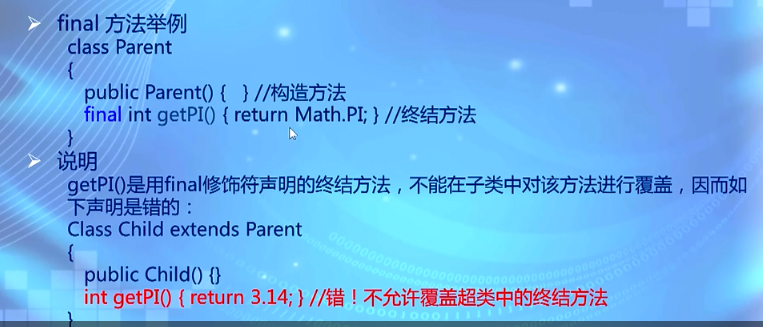 final 方法举例
class Parent
{
public Parent() { } //构造方法
final int getPI() { return Math.PI; } //终结方法
}
说明
getPI()是用final修饰符声明的终结方法，不能在子类中对该方法进行覆盖，因而如
下声明是错的：
Class Child extends Parent
{
public Child() {}
int getPI() { return 3.14; } //错！不允许覆盖超类中的终结方法
}